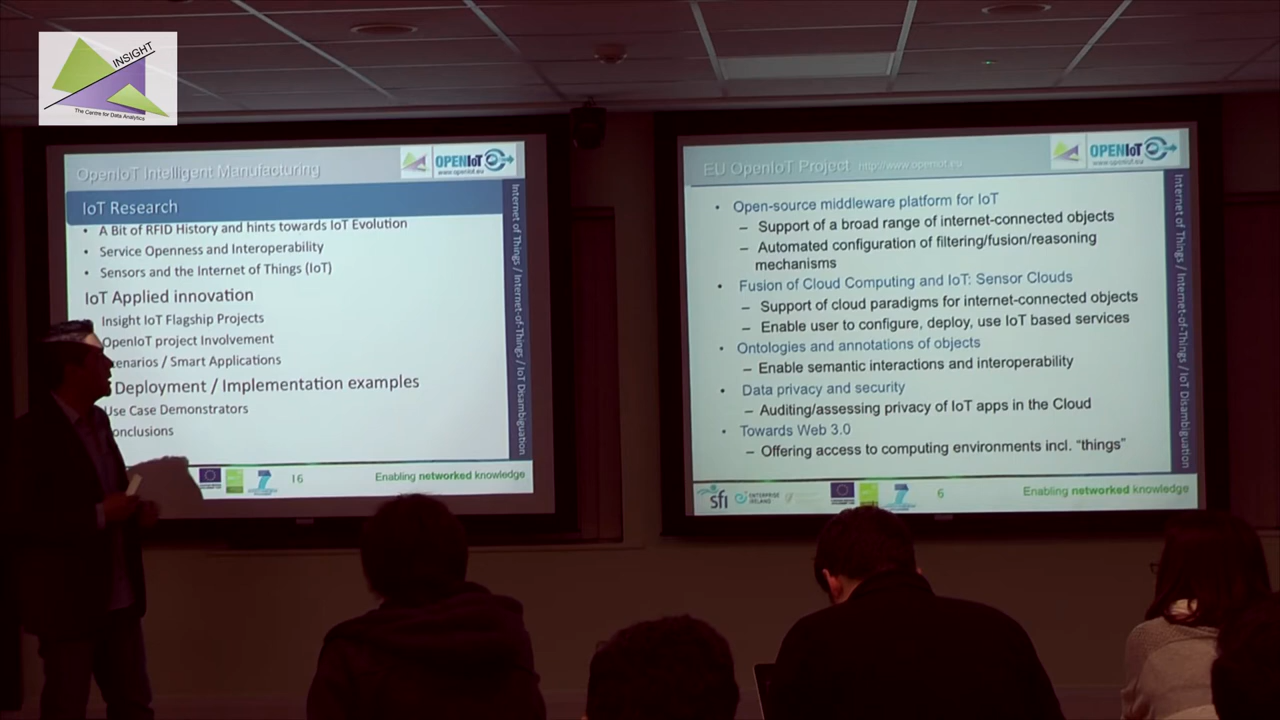 INSIGHT
The Centre for Data Analytics
OpenIoT Intelligent Manufacturing
OPENIoT
www.openiot.eu
IoT Research
• A Bit of RFID History and hints towards IoT Evolution
• Service Openness and Interoperability
• Sensors and the Internet of Things (IoT)
IoT Applied innovation
Insight IoT Flagship Projects
OpenIoT project Involvement
enarios / Smart Applications
Deployment / Implementation examples
Use Case Demonstrators
onclusions
Internet of Things / Internet-of-Things / IoT Disambiguation
16
Enabling networked knowledge
EU OpenIoT Project http://www.openiot.eu
OPENIoT
www.openiot.eu
• Open-source middleware platform for IoT
– Support of a broad range of internet-connected objects
– Automated configuration of filtering/fusion/reasoning
mechanisms
• Fusion of Cloud Computing and IoT: Sensor Clouds
– Support of cloud paradigms for internet-connected objects
– Enable user to configure, deploy, use IoT based services
• Ontologies and annotations of objects
– Enable semantic interactions and interoperability
• Data privacy and security
– Auditing/assessing privacy of IoT apps in the Cloud
• Towards Web 3.0
– Offering access to computing environments incl. “things”
Internet of Things / Internet-of-Things / IoT Disambiguation
sfi
ENTERPRISE
IRELAND
6
Enabling networked knowledge